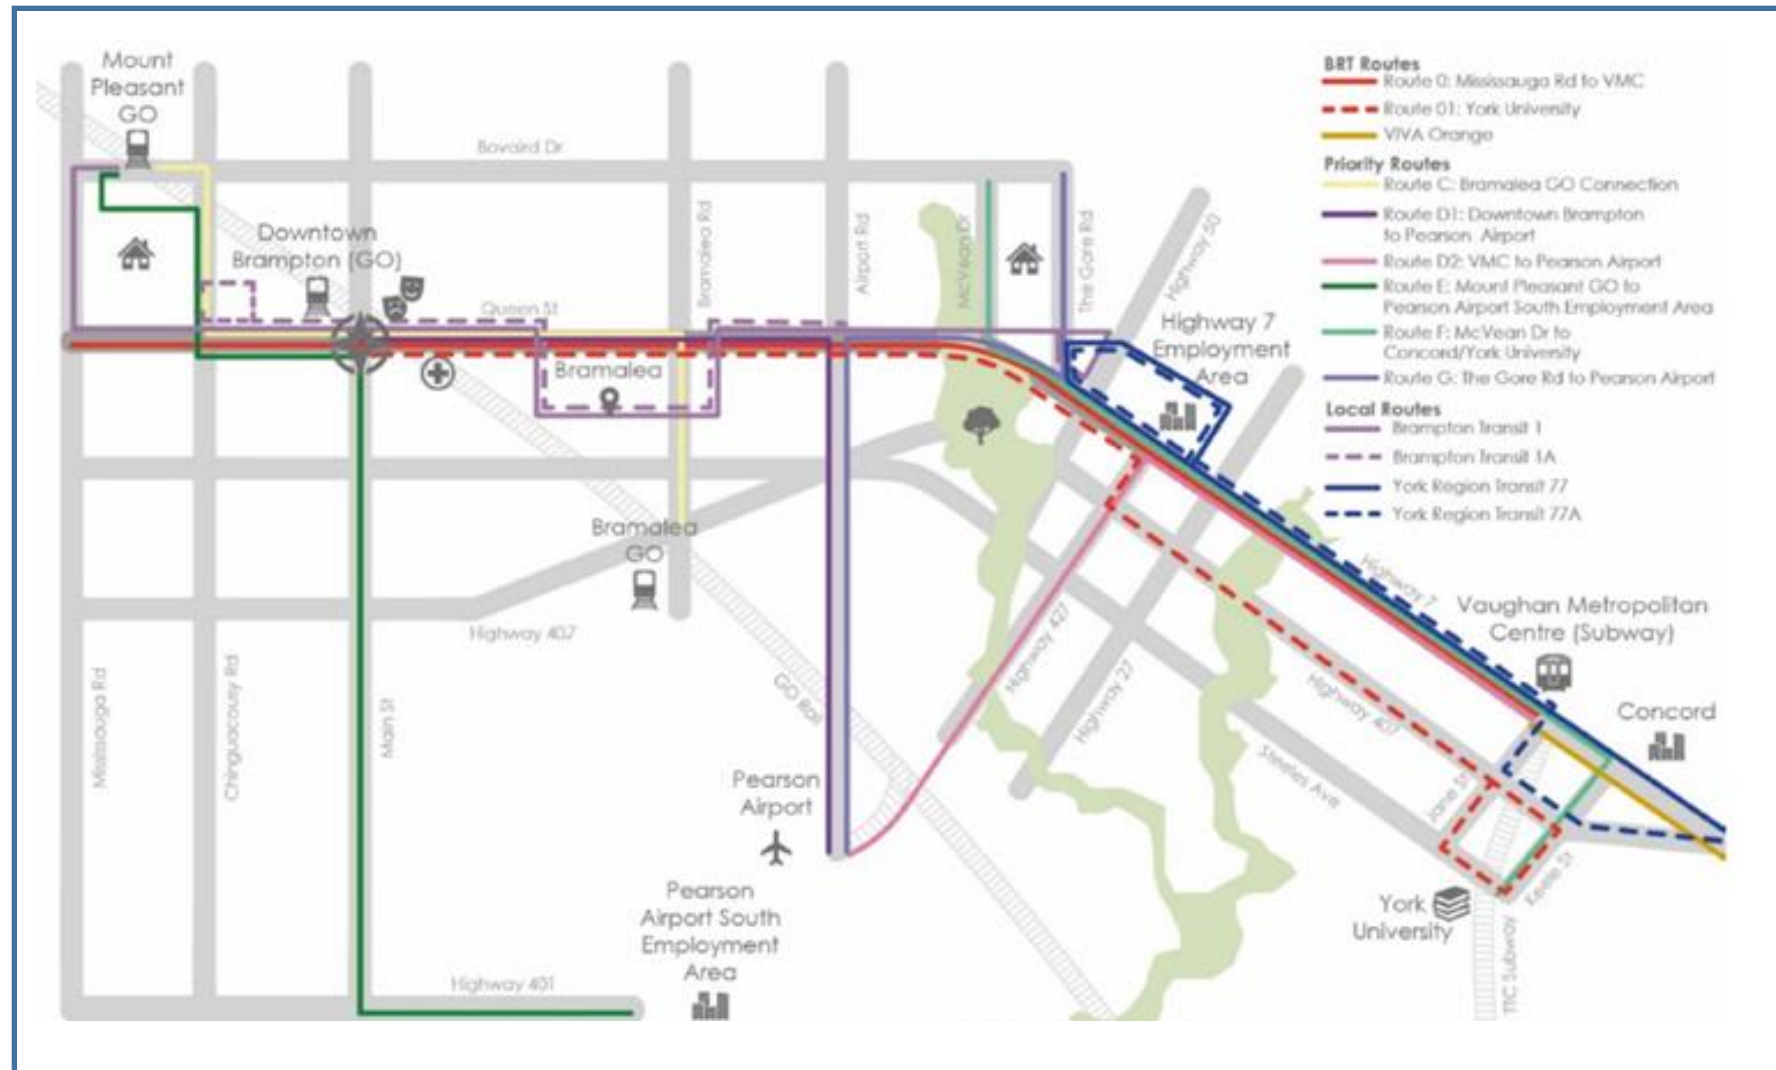 Mount
Pleasant
GO
Bovaird Dr
Downtown
Brampton (GO)
Queen St
Bramalea Rd
Airport Rd
McVean Dr
The Gore Rd
Highway 50
Highway 7
Employment
Area
Bramalea
Bramalea
GO
Highway 407
Mississauga Rd
Chinguacousy Rd
Main St
GO Rail
Highway 427
Highway 27
Highway 7
Highway 407
Steeles Ave
Jane St
Keele St
TTC Subway
Vaughan Metropolitan
Centre (Subway)
Concord
York
University
Pearson
Airport
Pearson
Airport South
Employment
Area
Highway 401
BRT Routes
Route 0: Mississauga Rd to VMC
Route 01: York University
VIVA Orange
Priority Routes
Route C: Bramalea GO Connection
Route D1: Downtown Brampton
to Pearson Airport
Route D2: VMC to Pearson Airport
Route E: Mount Pleasant GO to
Pearson Airport South Employment Area
Route F: McVean Dr to
Concord/York University
Route G: The Gore Rd to Pearson Airport
Local Routes
Brampton Transit 1
Brampton Transit 1A
York Region Transit 77
York Region Transit 77A